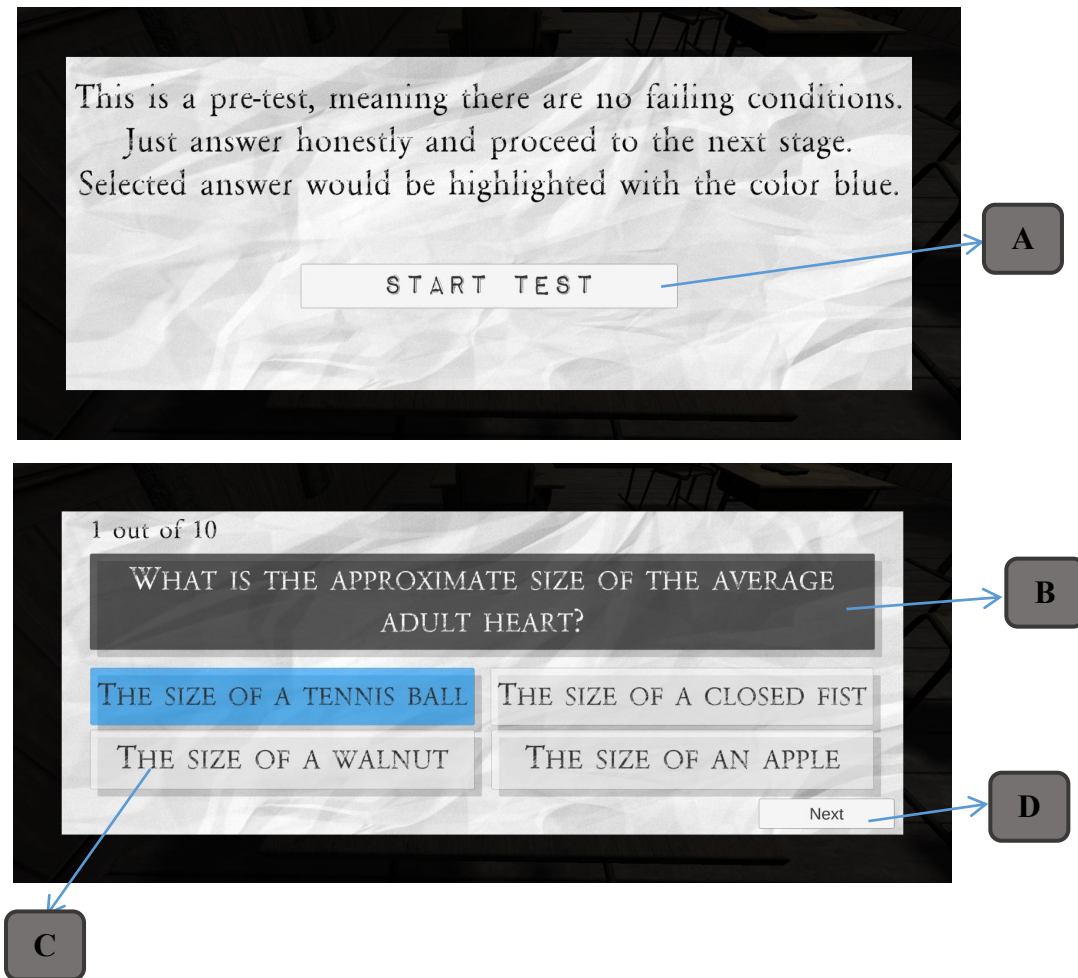 This is a pre-test, meaning there are no failing conditions.
Just answer honestly and proceed to the next stage.
Selected answer would be highlighted with the color blue.
A
START TEST
1 out of 10
WHAT IS THE APPROXIMATE SIZE OF THE AVERAGE
ADULT HEART?
B
THE SIZE OF A TENNIS BALL
THE SIZE OF A CLOSED FIST
THE SIZE OF A WALNUT
THE SIZE OF AN APPLE
Next
D
C